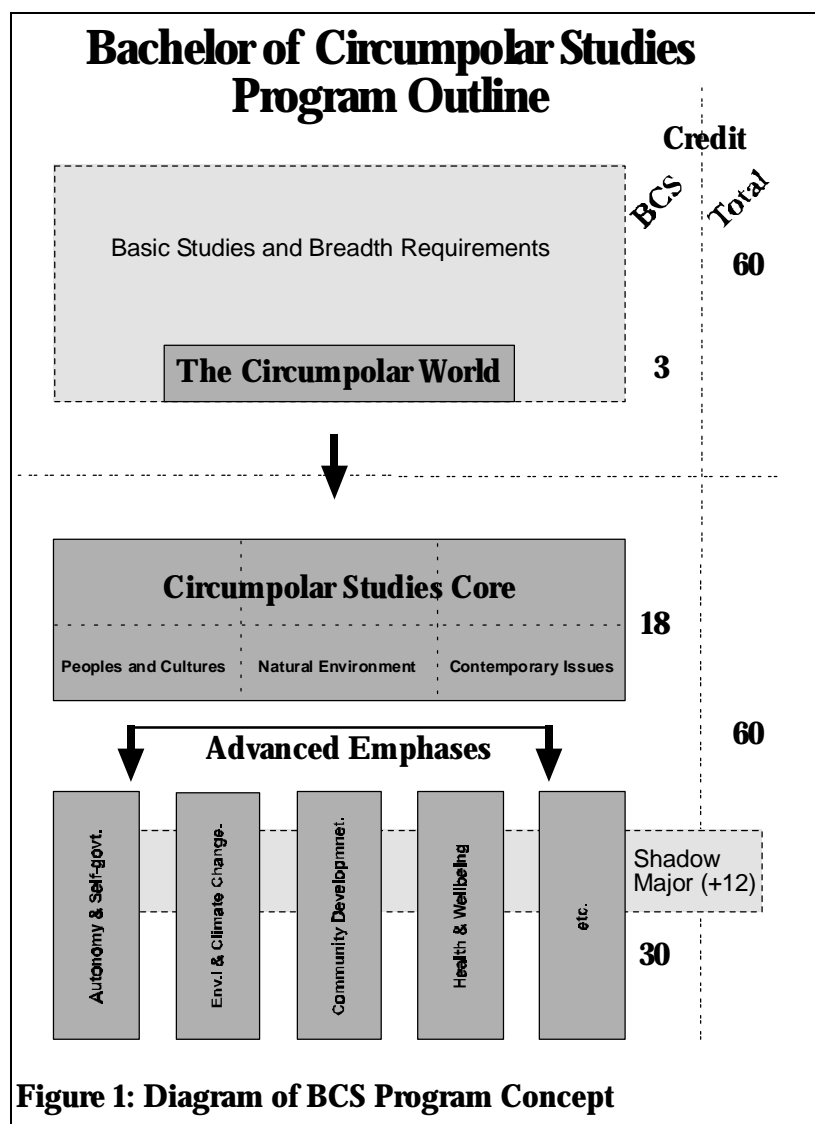 Bachelor of Circumpolar Studies
Program Outline
Credit
BCS
Total
Basic Studies and Breadth Requirements
60
The Circumpolar World
3
Circumpolar Studies Core
18
Peoples and Cultures
Natural Environment
Contemporary Issues
60
Advanced Emphases
Autonomy & Self-govt.
Env.l & Climate Change.
Community Developmnet.
Health & Wellbeing
etc.
Shadow
Major (+12)
30
Figure 1: Diagram of BCS Program Concept